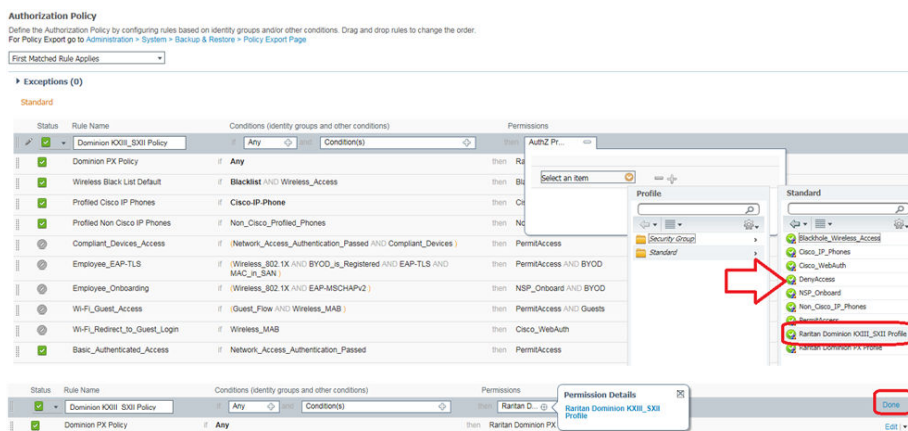 Authorization Policy
Define the Authorization Policy by configuring rules based on identity groups and/or other conditions. Drag and drop rules to change the order.
For Policy Export go to Administration > System > Backup & Restore > Policy Export Page
First Matched Rule Applies
Exceptions (0)
Standard
Status Rule Name Conditions (identity groups and other conditions) Permissions
Dominion KXIII_SXII Policy if Any and Condition(s) then AuthZ Pr...
Dominion PX Policy if Any then Ra
Select an item
Wireless Black List Default if Blacklist AND Wireless_Access then Bla
Profiled Cisco IP Phones if Cisco-IP-Phone then Cis
Profiled Non Cisco IP Phones if Non_Cisco_Profiled_Phones then No
Compliant_Devices_Access if (Network_Access_Authentication_Passed AND Compliant_Devices ) then PermitAccess
Employee_EAP-TLS if (Wireless_802.1X AND BYOD_is_Registered AND EAP-TLS AND
MAC_in_SAN ) then PermitAccess AND BYOD
Employee_Onboarding if (Wireless_802.1X AND EAP-MSCHAPv2 ) then NSP_Onboard AND BYOD
Wi-Fi_Guest_Access if (Guest_Flow AND Wireless_MAB ) then PermitAccess AND Guests
Wi-Fi_Redirect_to_Guest_Login if Wireless_MAB then Cisco_WebAuth
Basic_Authenticated_Access if Network_Access_Authentication_Passed then PermitAccess
Profile
Security Group
Standard
Standard
Blackhole_Wireless_Access
Cisco_IP_Phones
Cisco_WebAuth
DenyAccess
NSP_Onboard
Non_Cisco_IP_Phones
PermitAccess
Raritan Dominion KXIII_SXII Profile
Raritan Dominion PX Profile
Status Rule Name Conditions (identity groups and other conditions) Permissions
Dominion KXIII SXII Policy if Any and Condition(s) then Raritan D...
Permission Details
Raritan Dominion KXIII_SXII
Profile
Done
Dominion PX Policy if Any then Raritan Dominion PX
Edit